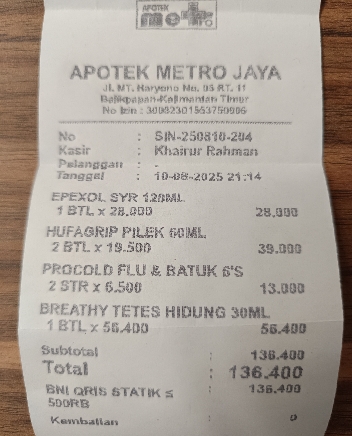 APOTEK
metro
APOTEK METRO JAYA
Jl. MT. Haryono No. 05 RT. 11
Balikpapan-Kalimantan Timur
No Izin :
No : SIN-250810-204
Kasir : Khairur Rahman
Pelanggan : -
Tanggal : 10-08-2025 21:14
EPEXOL SYR 120ML
1 BTL x 28.000 28.000
HUFAGRIP PILEK 60ML
2 BTL x 19.500 39.000
PROCOLD FLU & BATUK 6'S
2 STR x 6.500 13.000
BREATHY TETES HIDUNG 30ML
1 BTL x 56.400 56.400
Subtotal : 136.400
Total : 136.400
BNI QRIS STATIK ≤ : 136.400
500RB
Kembalian : 0